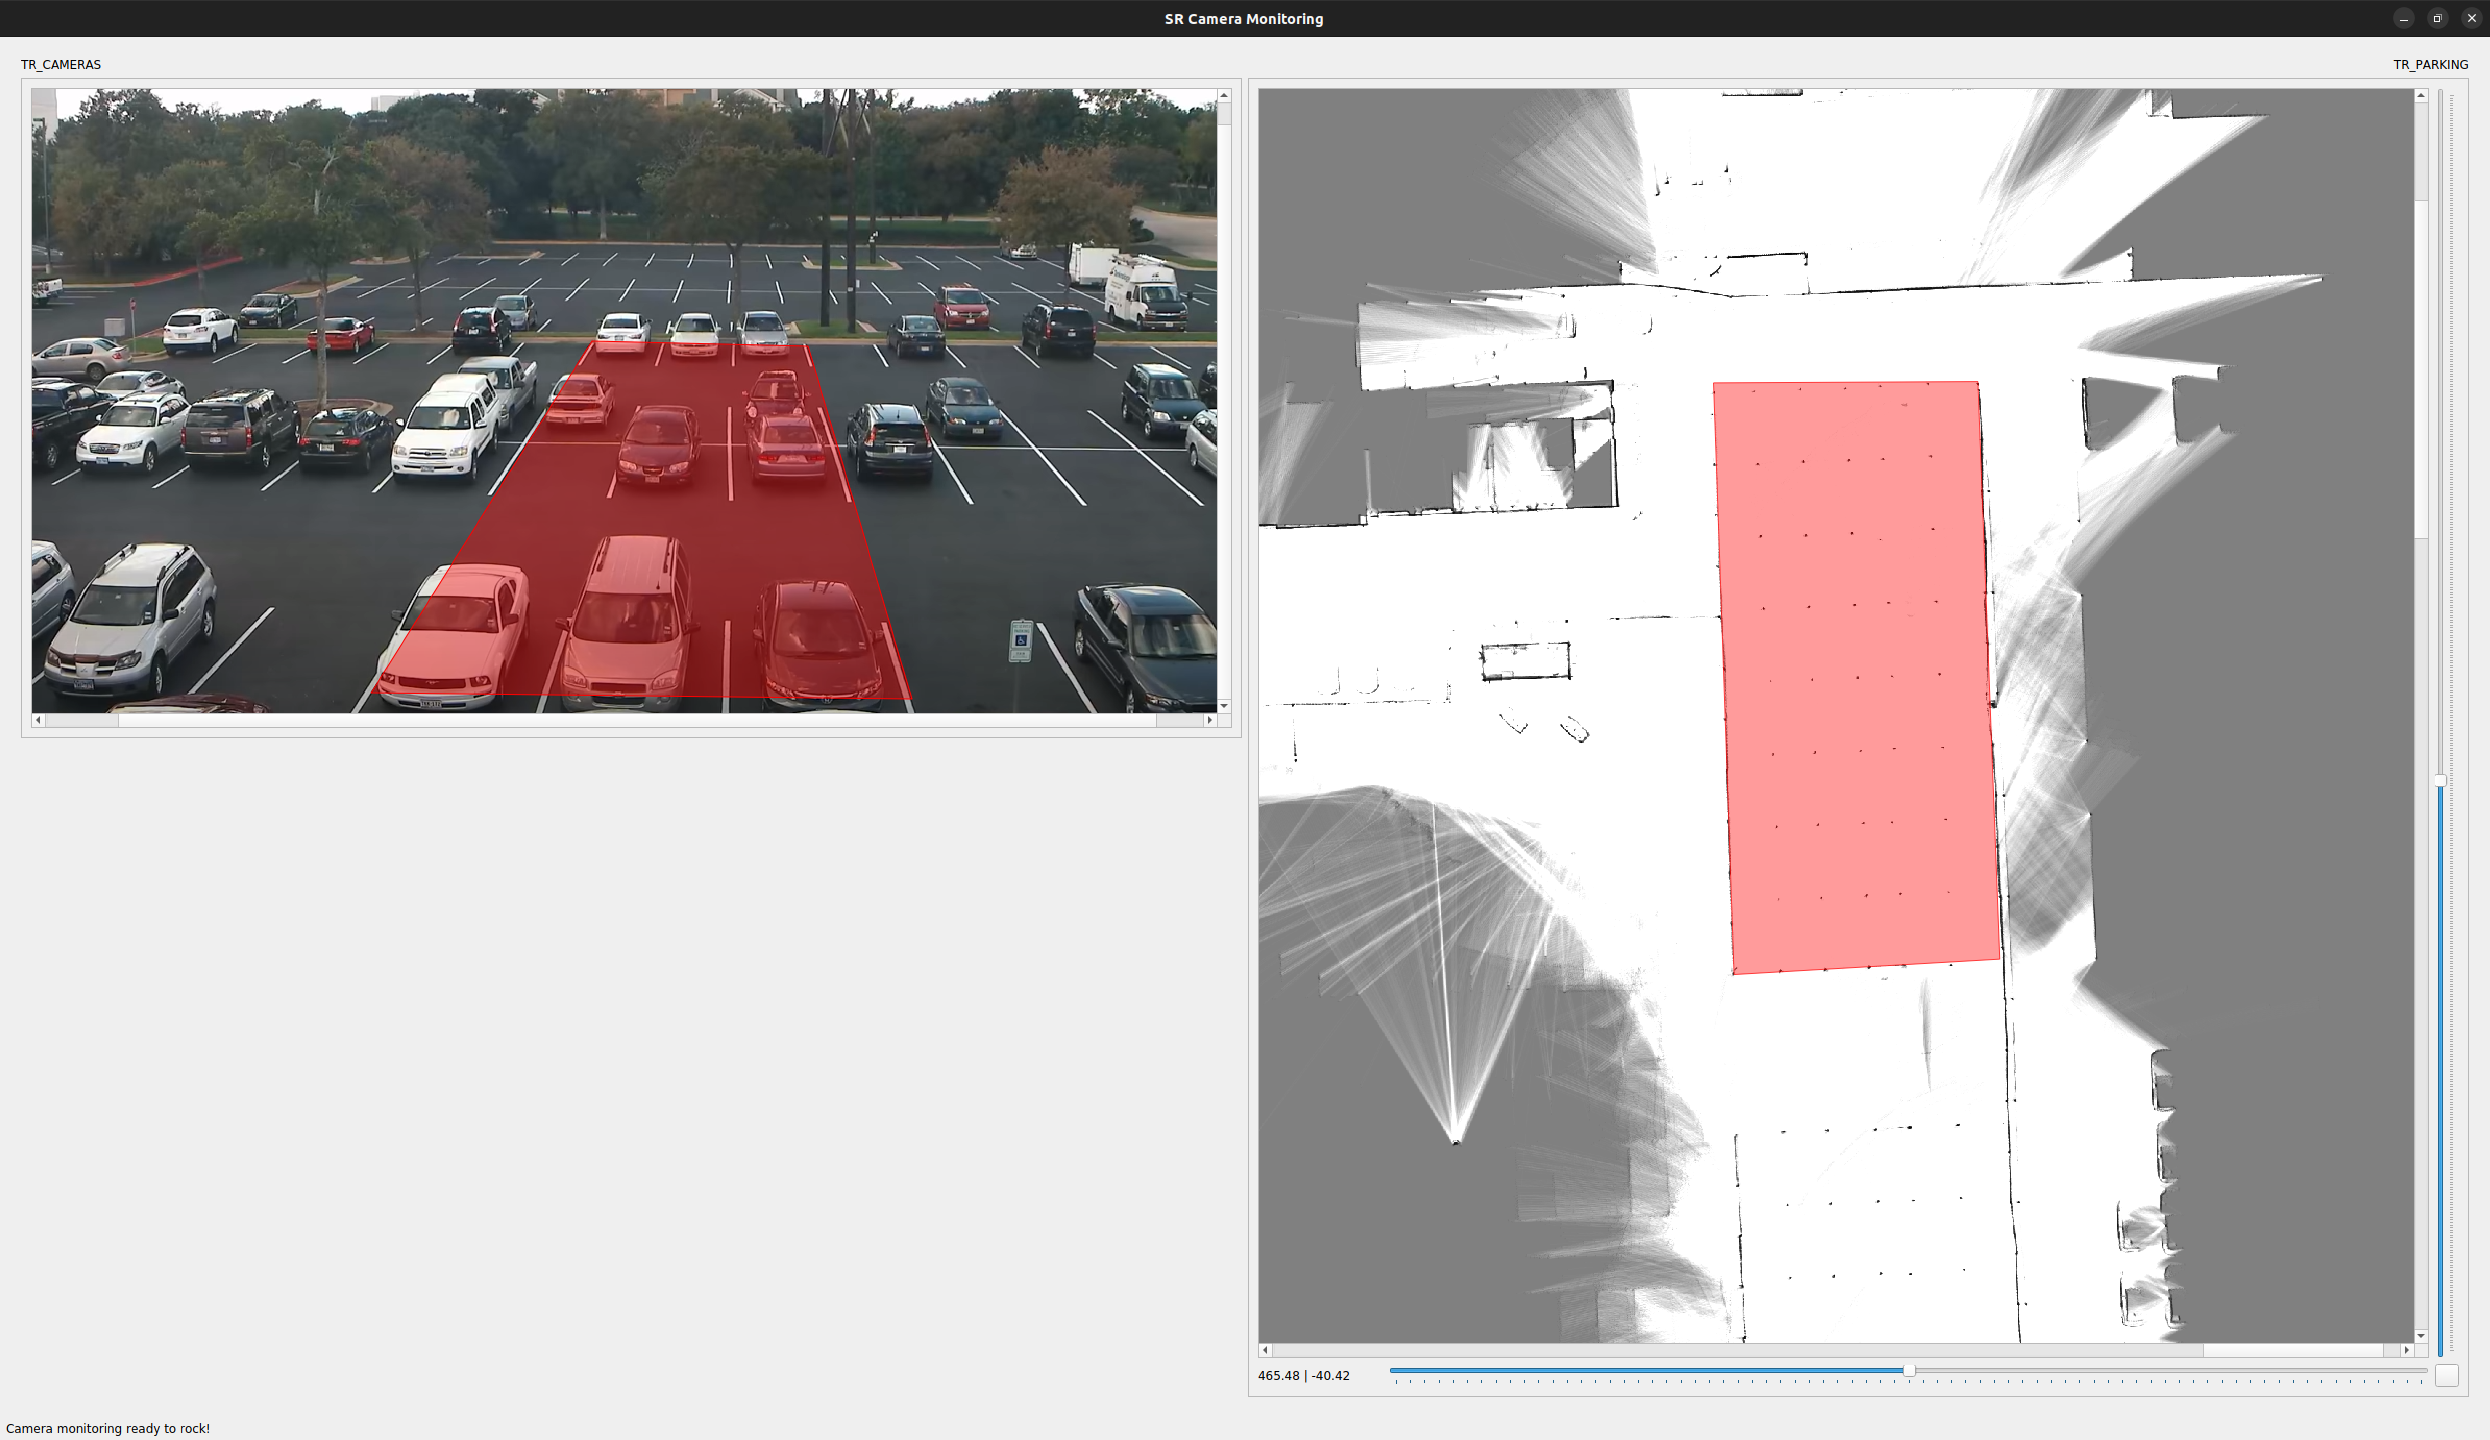 SR Camera Monitoring
TR_CAMERAS
TR_PARKING
465.48 | -40.42
Camera monitoring ready to rock!